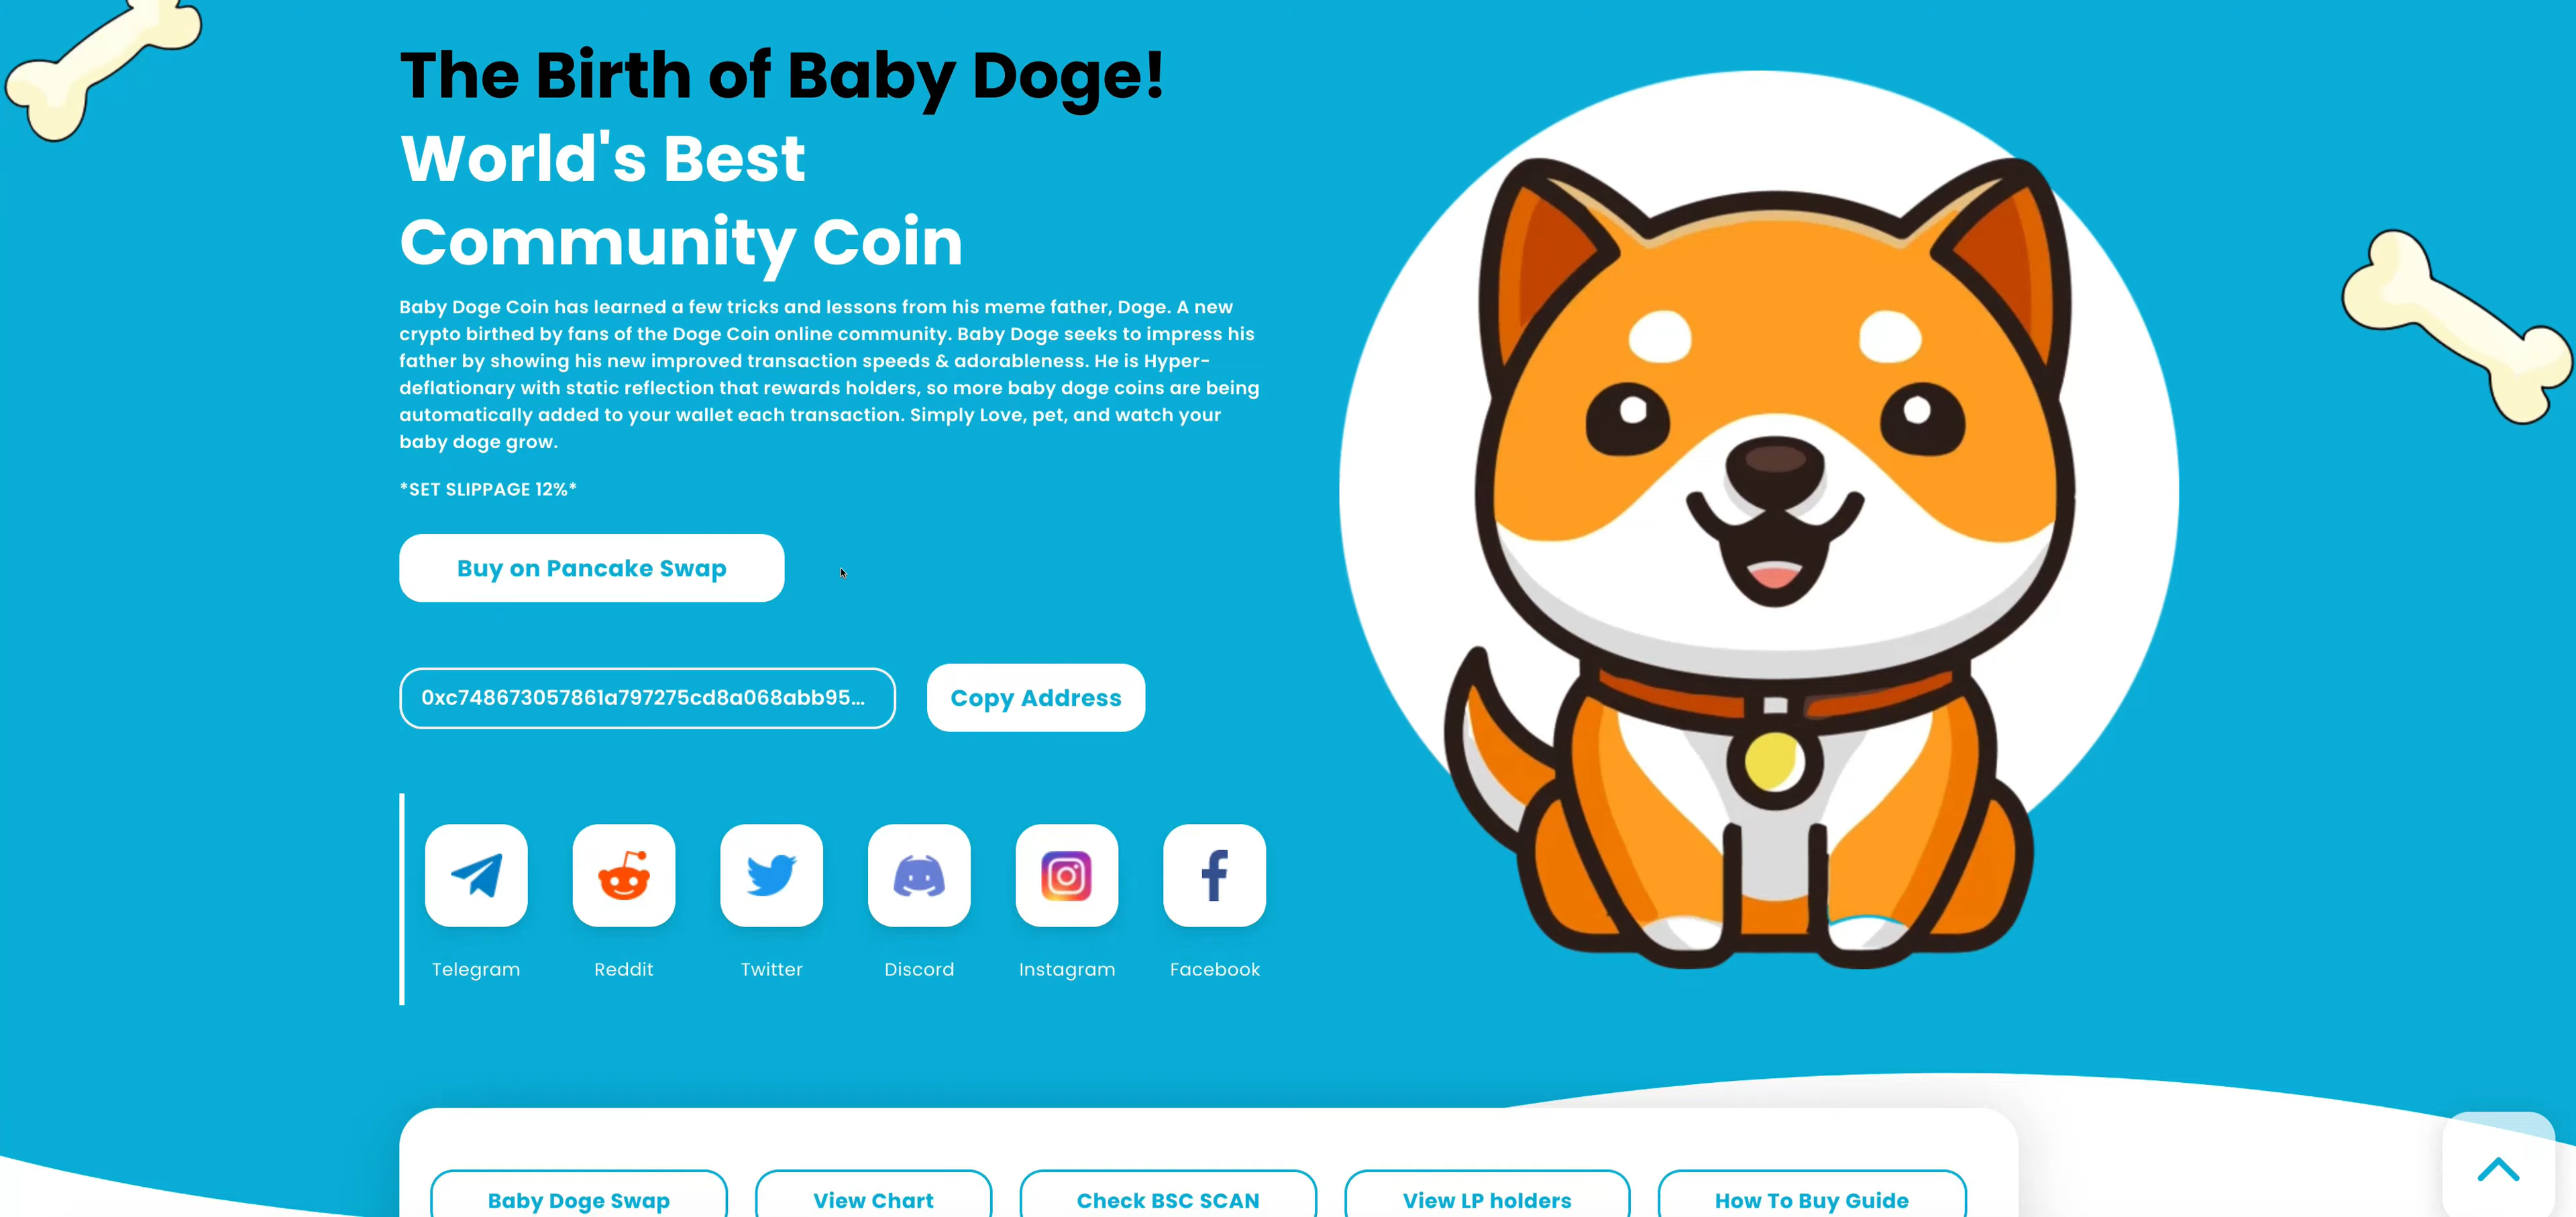 The Birth of Baby Doge!
World's Best
Community Coin
Baby Doge Coin has learned a few tricks and lessons from his meme father, Doge. A new
crypto birthed by fans of the Doge Coin online community. Baby Doge seeks to impress his
father by showing his new improved transaction speeds & adorableness. He is Hyper-
deflationary with static reflection that rewards holders, so more baby doge coins are being
automatically added to your wallet each transaction. Simply Love, pet, and watch your
baby doge grow.
*SET SLIPPAGE 12%*
Buy on Pancake Swap
0xc748673057861a797275cd8a068abb95...
Copy Address
Telegram Reddit Twitter Discord Instagram Facebook
Baby Doge Swap View Chart Check BSC SCAN View LP holders How To Buy Guide